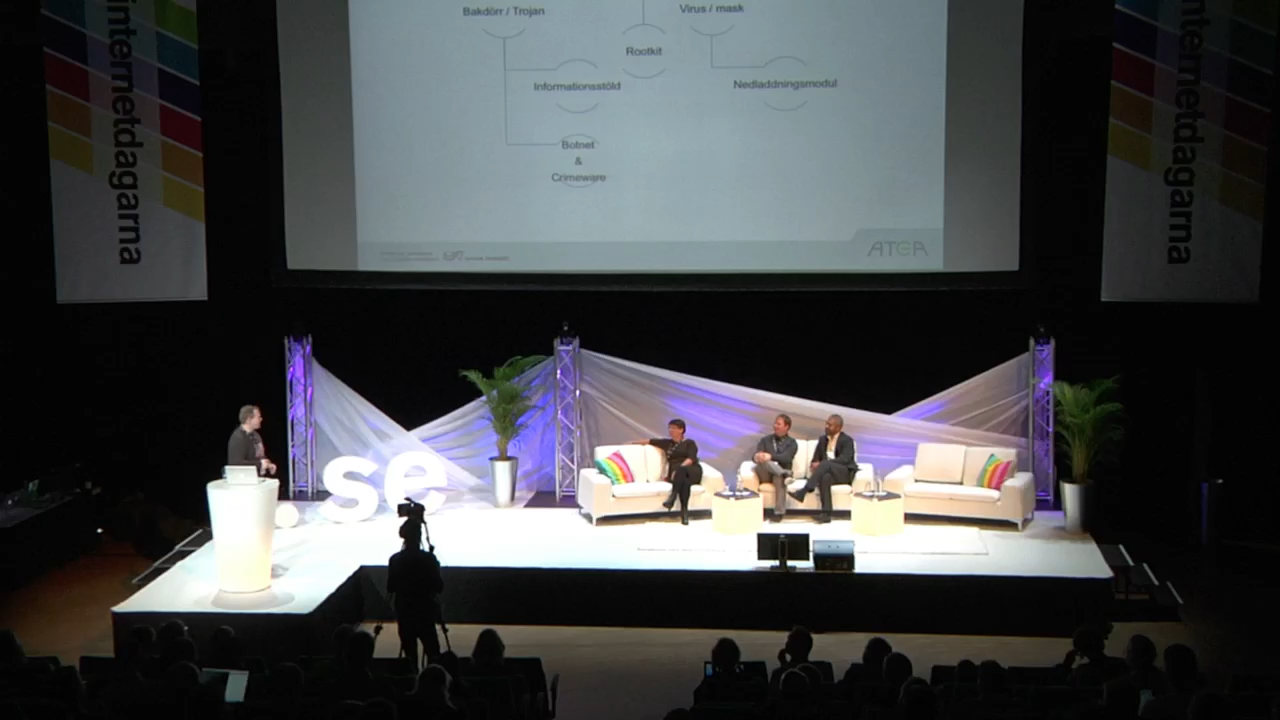 internetdagarna
Bakdörr / Trojan
Virus / mask
Rootkit
Informationsstöld
Nedladdningsmodul
Botnet
&
Crimeware
ATEA
internetdagarna
.se